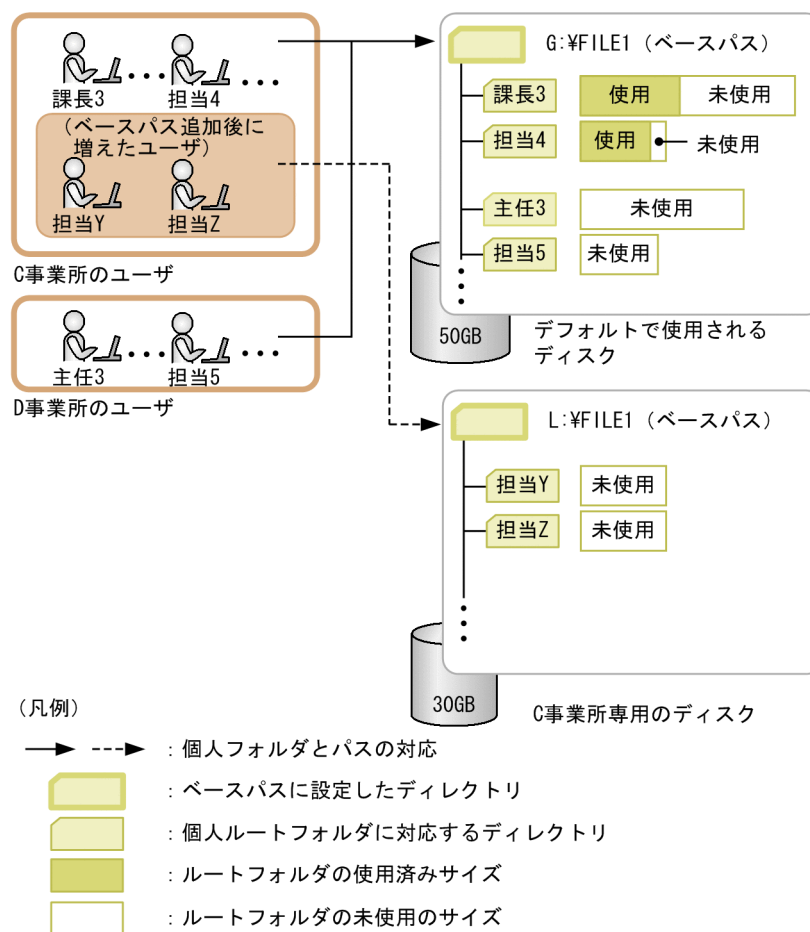 課長3
担当4
(ベースパス追加後に
増えたユーザ)
担当Y
担当Z
C事業所のユーザ
主任3
担当5
D事業所のユーザ
G:¥FILE1(ベースパス)
課長3
使用
未使用
担当4
使用
未使用
主任3
未使用
担当5
未使用
50GB
デフォルトで使用される
ディスク
L:¥FILE1(ベースパス)
担当Y
未使用
担当Z
未使用
30GB
C事業所専用のディスク
(凡例)
:個人フォルダとパスの対応
:ベースパスに設定したディレクトリ
:個人ルートフォルダに対応するディレクトリ
:ルートフォルダの使用済みサイズ
:ルートフォルダの未使用のサイズ